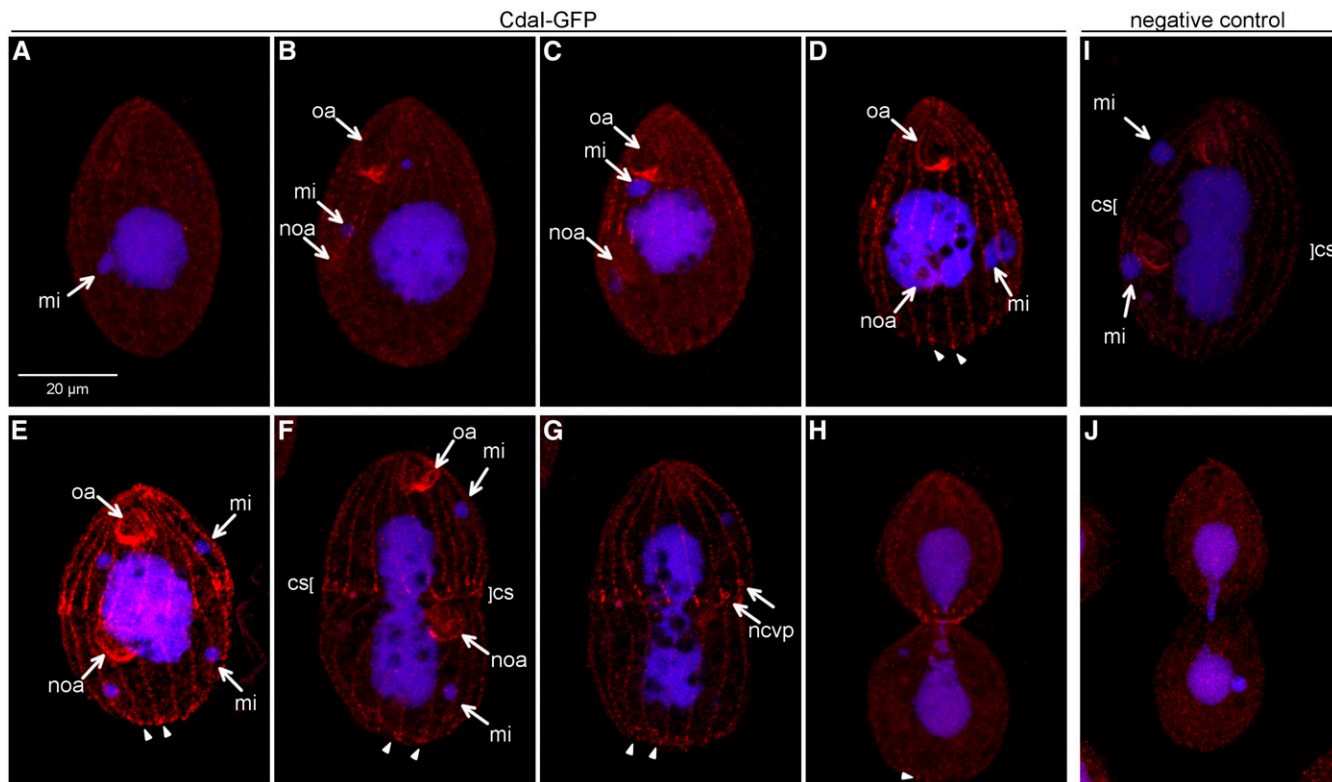 CdaI-GFP
negative control
A
mi
20 µm
B
oa
mi
noa
C
oa
mi
noa
D
oa
noa
mi
I
mi
cs[
]cs
mi
E
oa
mi
noa
mi
F
oa
mi
cs[
]cs
noa
mi
G
ncvp
H
J